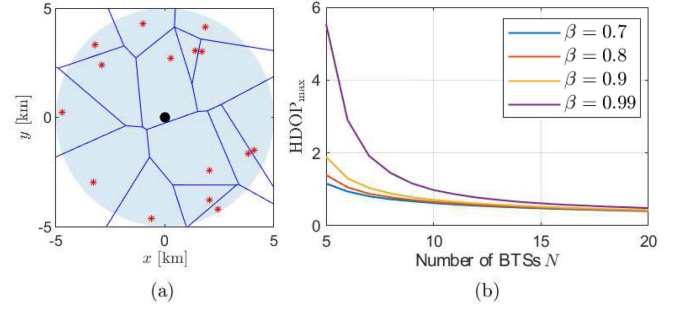 5
0
-5
-5
0
5
y [km]
x [km]
(a)
6
4
2
0
5
10
15
20
HDOPmax
Number of BTSs N
β = 0.7
β = 0.8
β = 0.9
β = 0.99
(b)